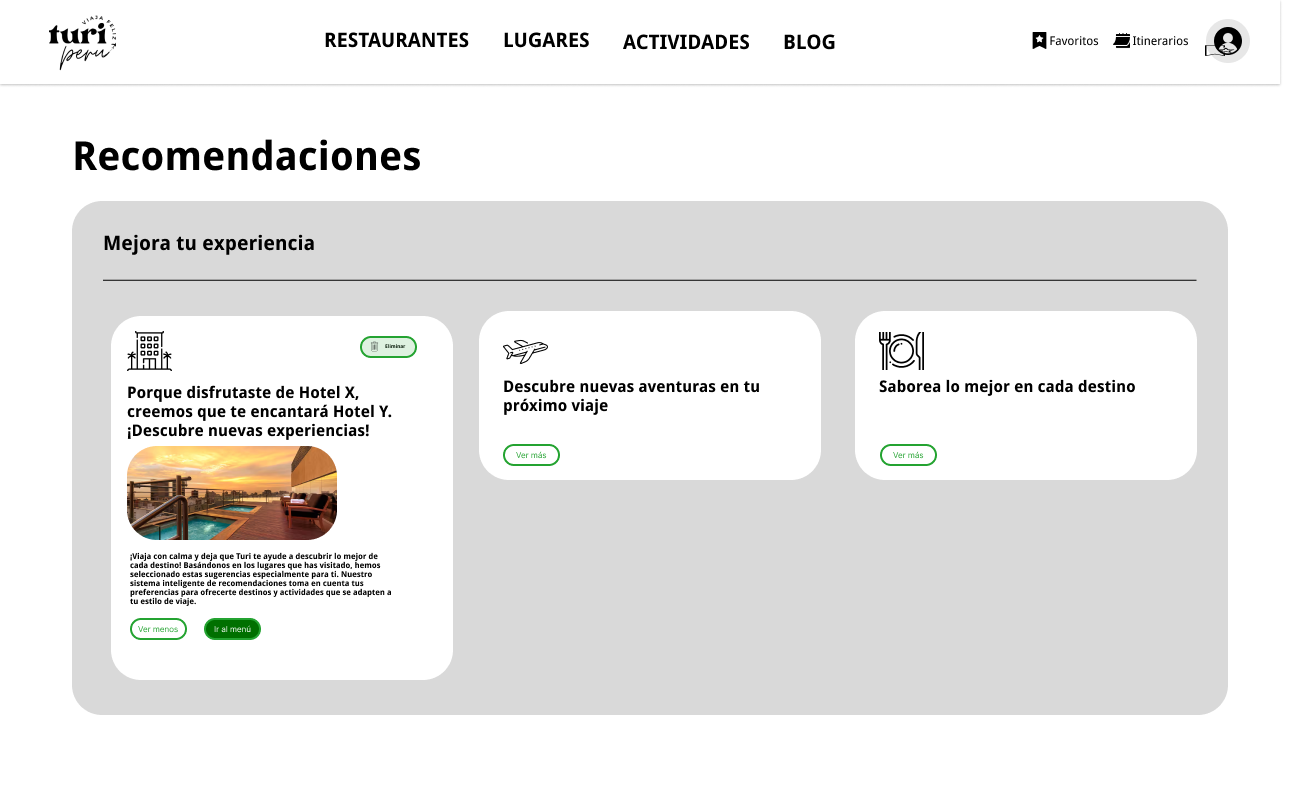 VIAJA FELIZ
turi
peru
RESTAURANTES
LUGARES
ACTIVIDADES
BLOG
Favoritos
Itinerarios
Recomendaciones
Mejora tu experiencia
Eliminar
Porque disfrutaste de Hotel X,
creemos que te encantará Hotel Y.
¡Descubre nuevas experiencias!
¡Viaja con calma y deja que Turi te ayude a descubrir lo mejor de
cada destino! Basándonos en los lugares que has visitado, hemos
seleccionado estas sugerencias especialmente para ti. Nuestro
sistema inteligente de recomendaciones toma en cuenta tus
preferencias para ofrecerte destinos y actividades que se adapten a
tu estilo de viaje.
Ver menos
Ir al menú
Descubre nuevas aventuras en tu
próximo viaje
Ver más
Saborea lo mejor en cada destino
Ver más